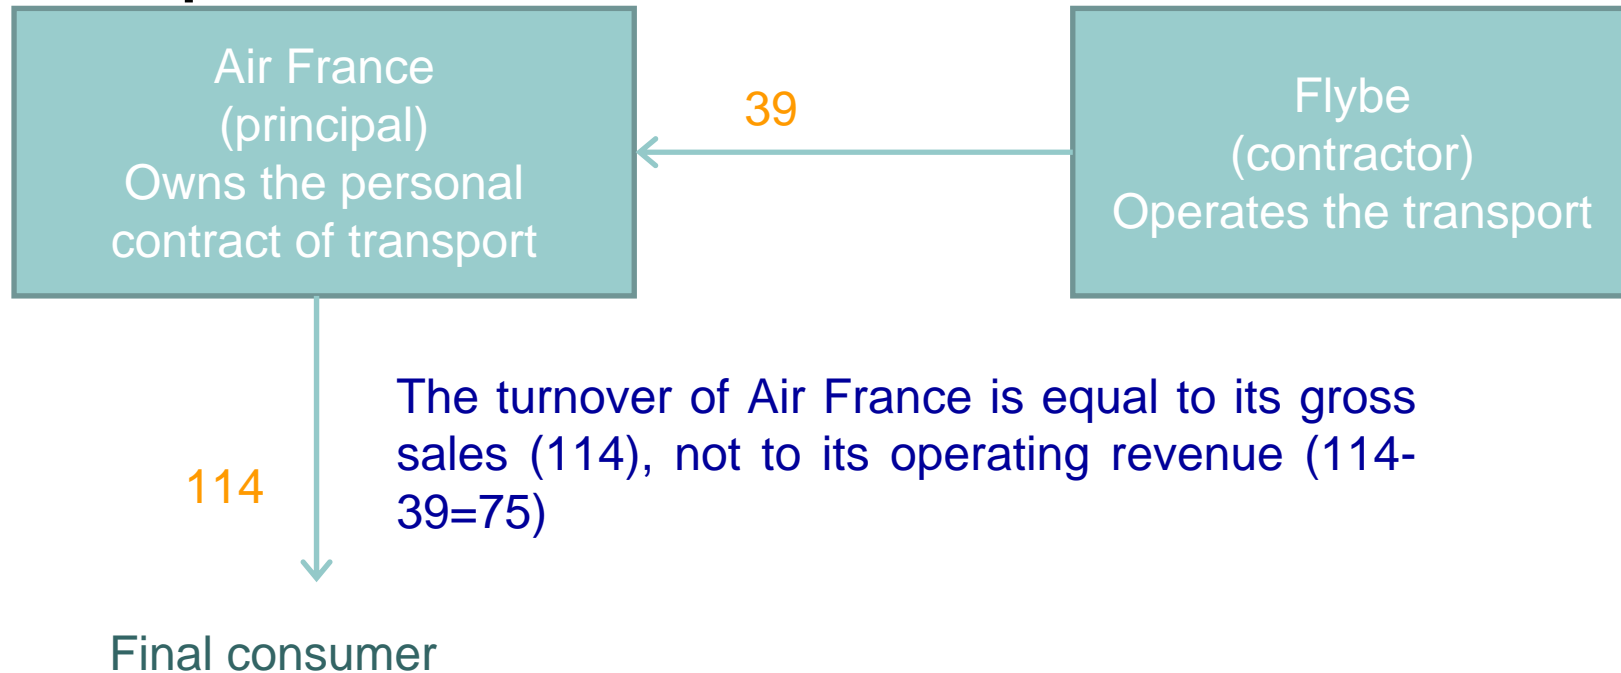 Air France
(principal)
Owns the personal
contract of transport
39
Flybe
(contractor)
Operates the transport
The turnover of Air France is equal to its gross
sales (114), not to its operating revenue (114-
39=75)
114
Final consumer